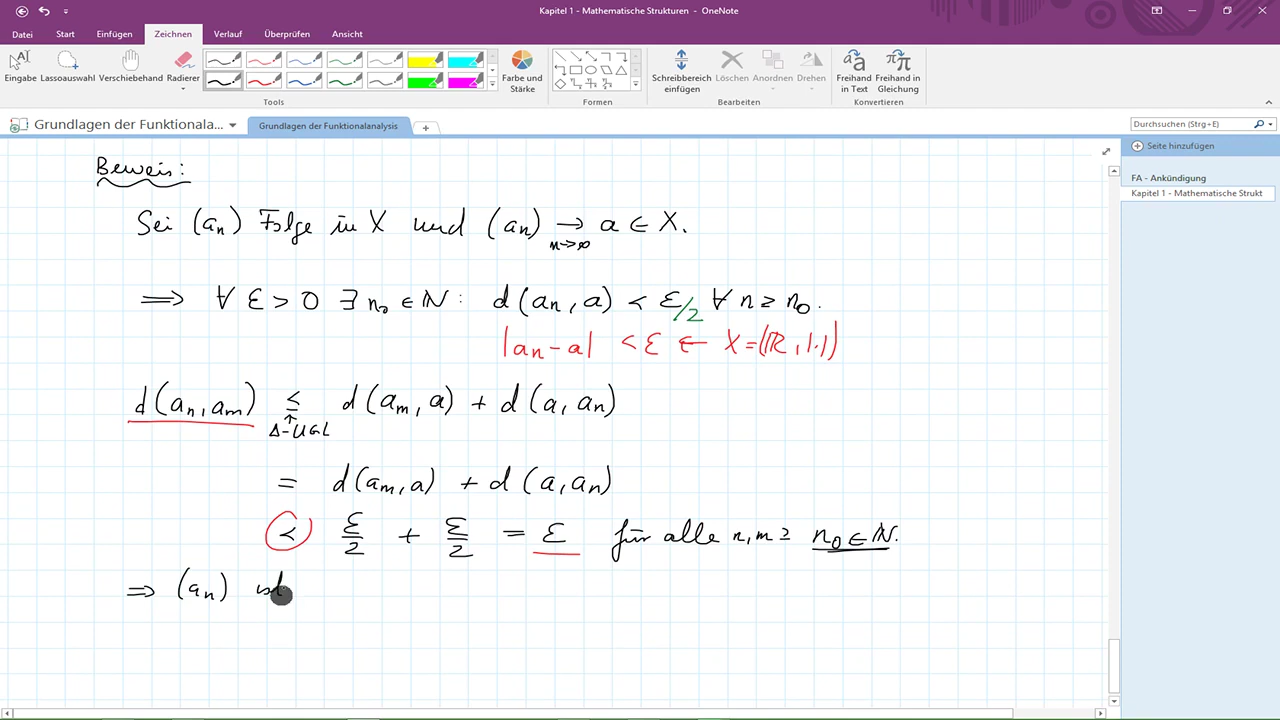 Kapitel 1 - Mathematische Strukturen - OneNote
Datei Start Einfügen Zeichnen Verlauf Überprüfen Ansicht
Eingabe Lassoauswahl Verschiebehand Radierer Farbe und Stärke Schreibbereich einfügen Löschen Anordnen Drehen Freihand in Text Freihand in Gleichung
Tools Formen Bearbeiten Konvertieren
Grundlagen der Funktionala... Grundlagen der Funktionalanalysis Durchsuchen (Strg+E)
Seite hinzufügen
FA - Ankündigung
Kapitel 1 - Mathematische Strukt
Beweis:
Sei (an) Folge in X und (an) → a ∈ X.
n→∞
⟹ ∀ ε > 0 ∃ n₀ ∈ ℕ: d(an, a) < ε/2 ∀ n ≥ n₀.
|an - a| < ε ← X = (ℝ, |·|)
d(an, am) ≤ d(am, a) + d(a, an)
↑
Δ-UGL
= d(am, a) + d(a, an)
< ε/2 + ε/2 = ε für alle n, m ≥ n₀ ∈ ℕ.
⟹ (an) ist